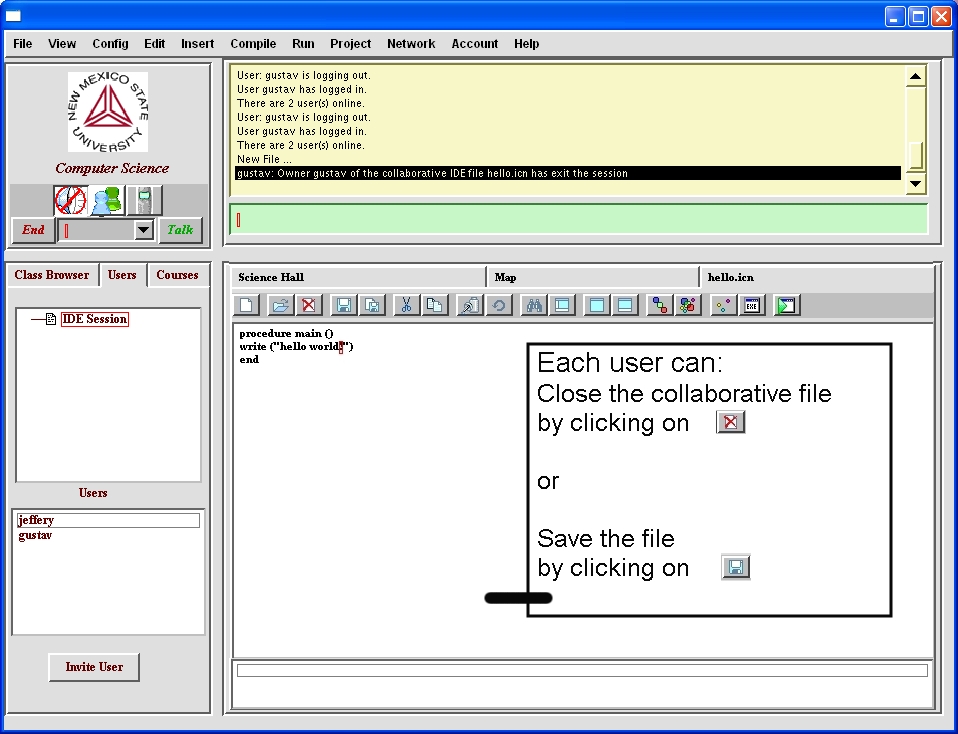 File View Config Edit Insert Compile Run Project Network Account Help
NEW MEXICO STATE UNIVERSITY
Computer Science
End
Talk
User: gustav is logging out.
User gustav has logged in.
There are 2 user(s) online.
User: gustav is logging out.
User gustav has logged in.
There are 2 user(s) online.
New File ...
gustav: Owner gustav of the collaborative IDE file hello.icn has exit the session
Class Browser Users Courses
IDE Session
Users
jeffery
gustav
Invite User
Science Hall Map hello.icn
EXE
procedure main ()
write ("hello world!")
end
Each user can:
Close the collaborative file
by clicking on
or
Save the file
by clicking on